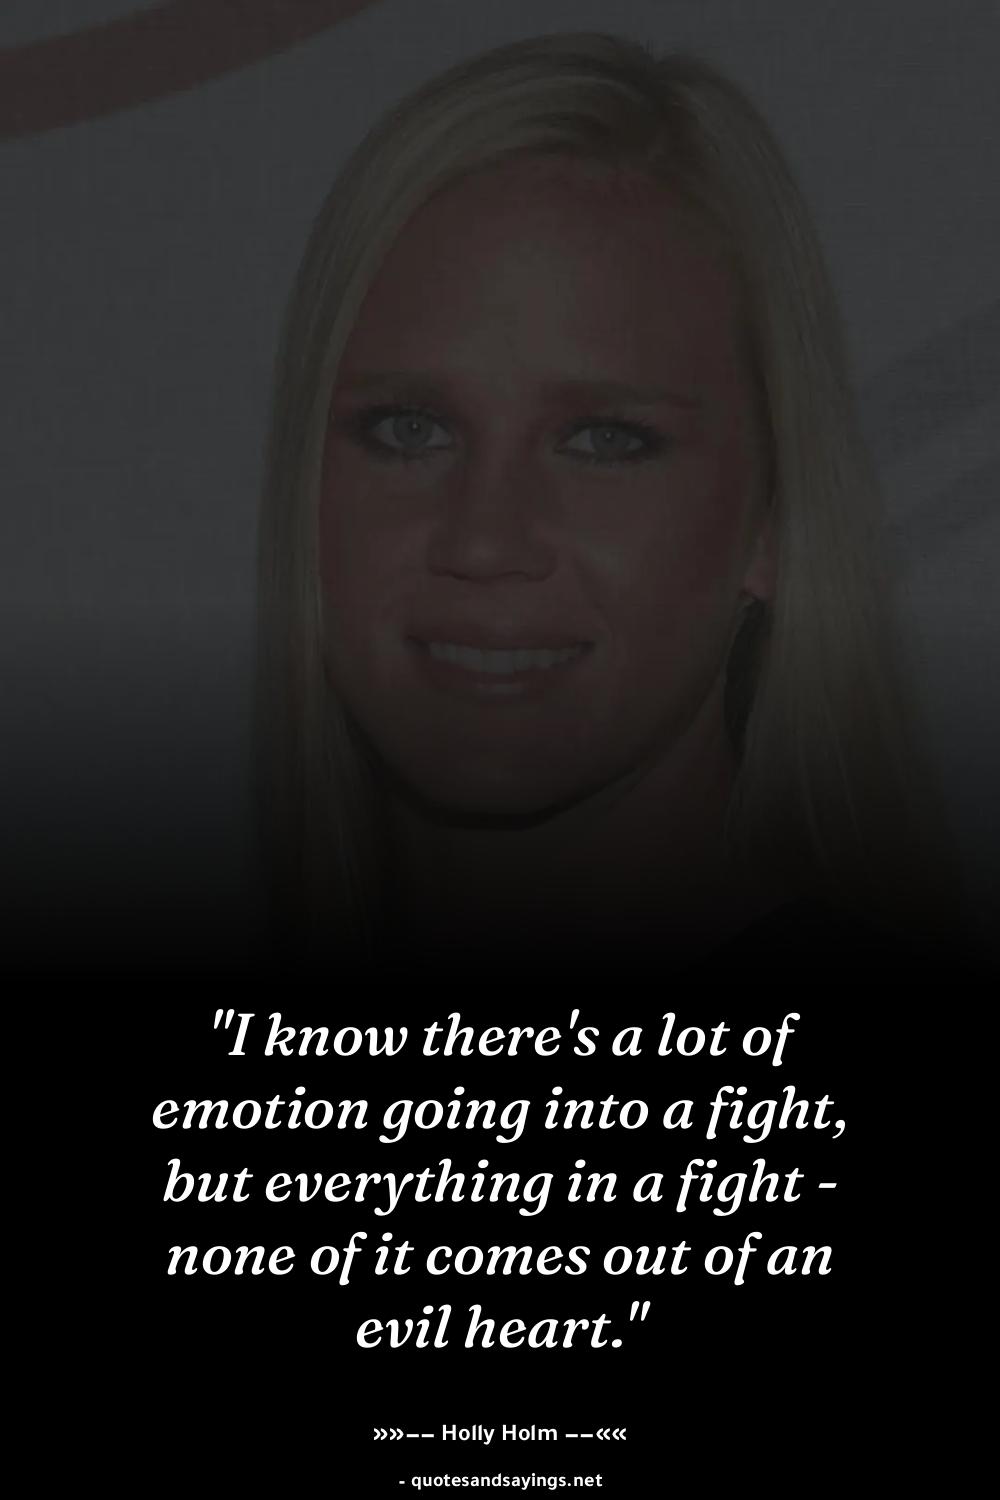 "I know there's a lot of
emotion going into a fight,
but everything in a fight -
none of it comes out of an
evil heart."
»»–– Holly Holm ––««
- quotesandsayings.net